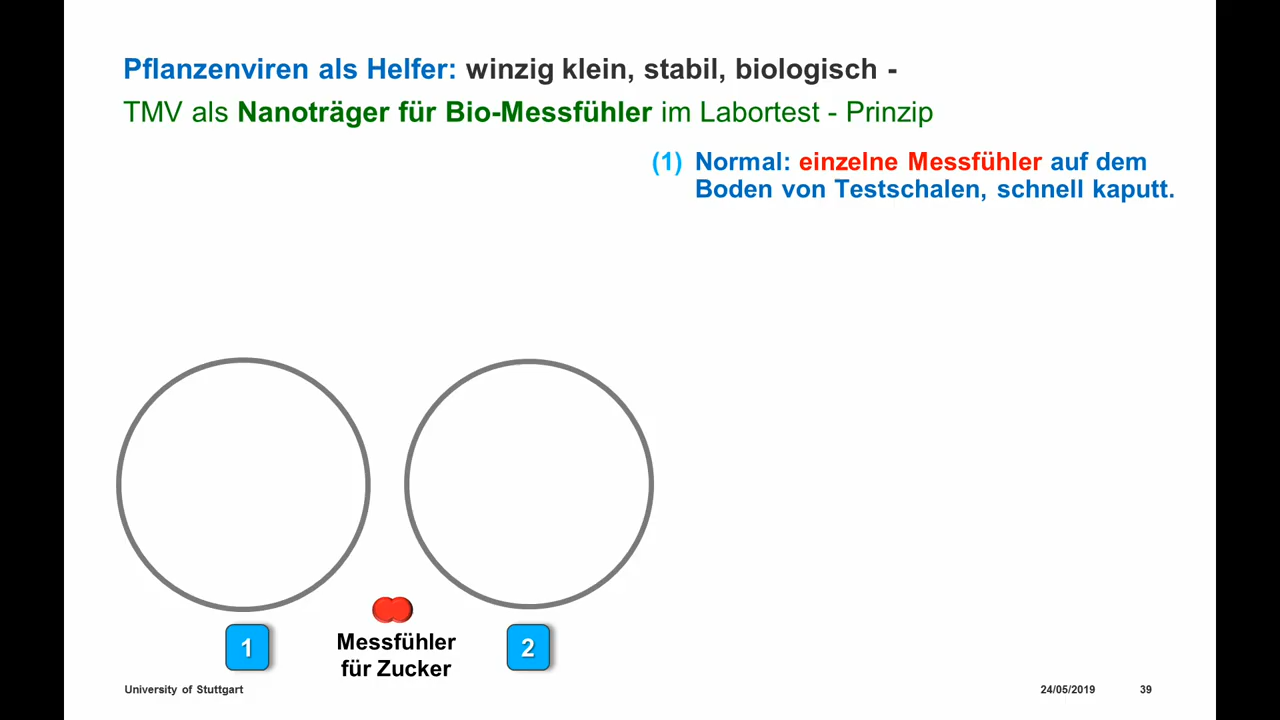 Pflanzenviren als Helfer: winzig klein, stabil, biologisch -
TMV als Nanoträger für Bio-Messfühler im Labortest - Prinzip
(1) Normal: einzelne Messfühler auf dem
Boden von Testschalen, schnell kaputt.
1
Messfühler
für Zucker
2
University of Stuttgart
24/05/2019
39